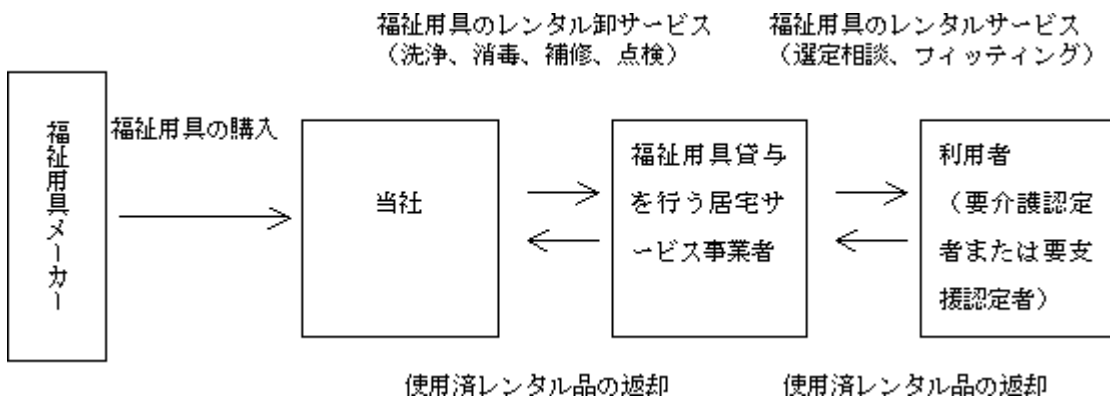 福祉用具のレンタル卸サービス
（洗浄、消毒、補修、点検）
福祉用具のレンタルサービス
（選定相談、フィッティング）
福祉用具メーカー
福祉用具の購入
当社
福祉用具貸与
を行う居宅サ
ービス事業者
利用者
（要介護認定
者または要支
援認定者）
使用済レンタル品の返却
使用済レンタル品の返却